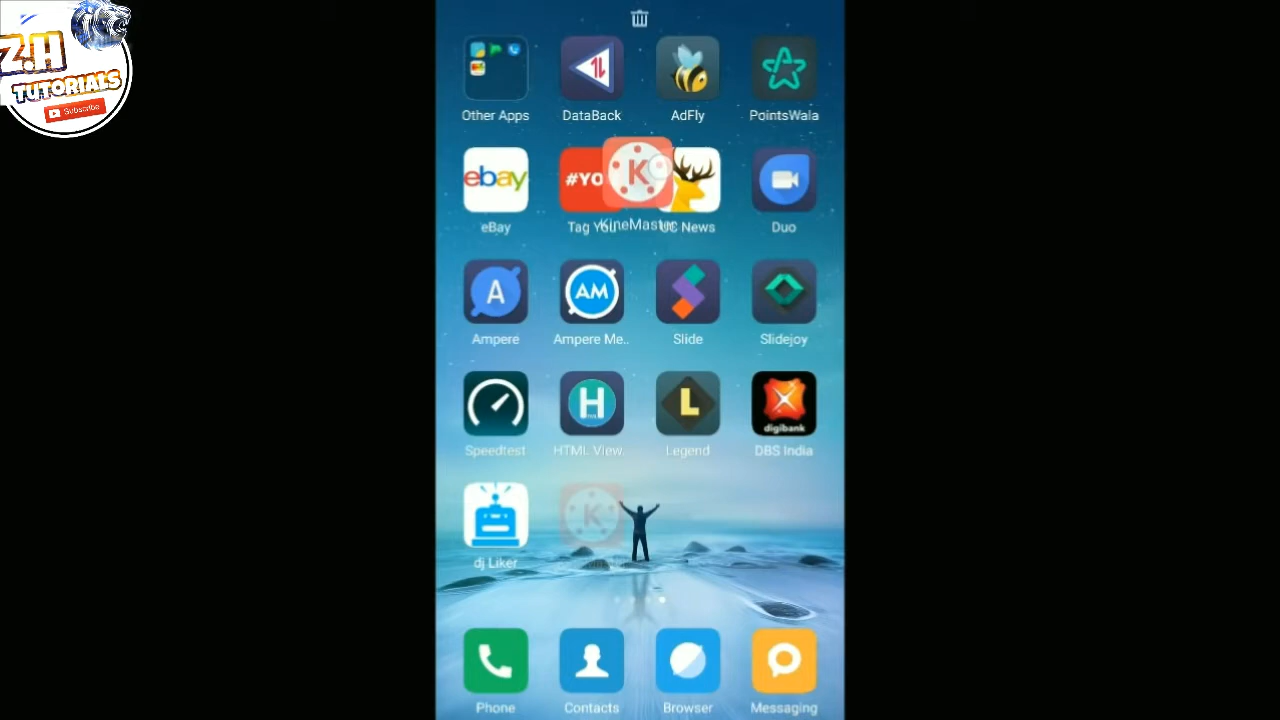 Z.H
TUTORIALS
Subscribe
Other Apps
DataBack
AdFly
PointsWala
ebay
#YO
K
eBay
Tag You
KineMaster
UC News
Duo
A
AM
Ampere
Ampere Me..
Slide
Slidejoy
H
L
digibank
Speedtest
HTML View.
Legend
DBS India
K
dj Liker
Phone
Contacts
Browser
Messaging